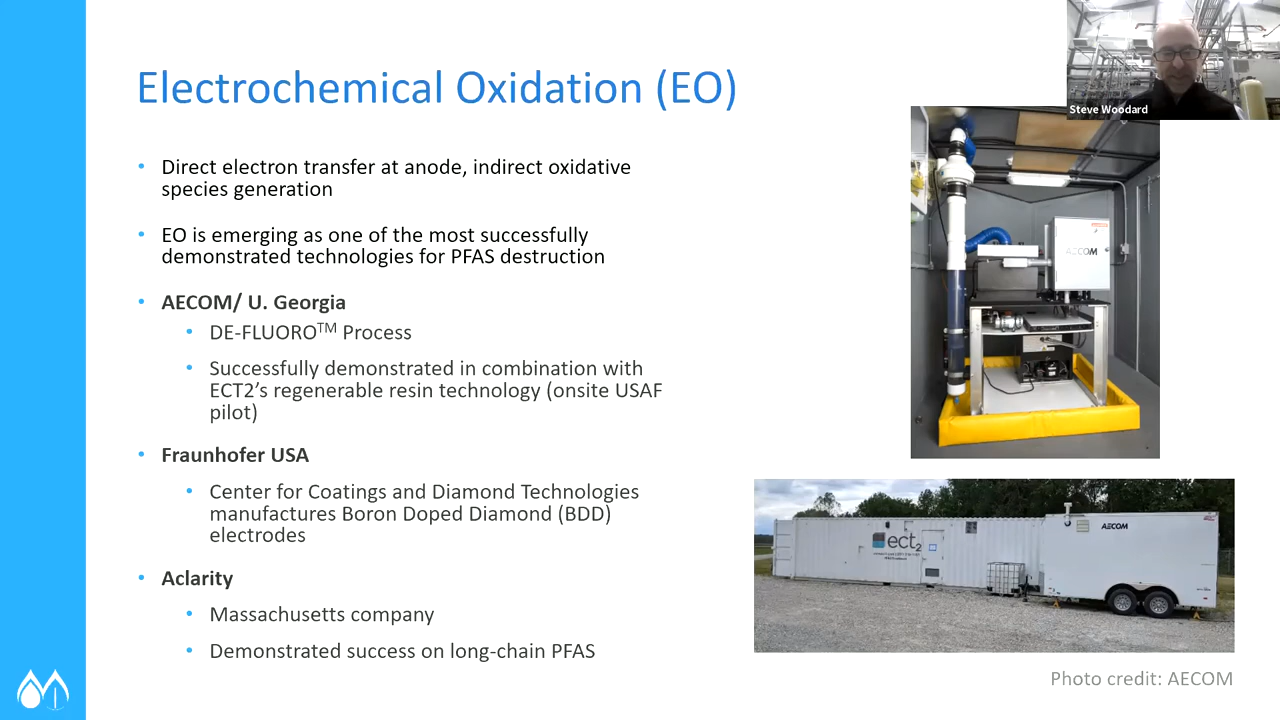 Electrochemical Oxidation (EO)
Steve Woodard
• Direct electron transfer at anode, indirect oxidative
species generation
• EO is emerging as one of the most successfully
demonstrated technologies for PFAS destruction
• AECOM/ U. Georgia
• DE-FLUORO™ Process
• Successfully demonstrated in combination with
ECT2’s regenerable resin technology (onsite USAF
pilot)
• Fraunhofer USA
• Center for Coatings and Diamond Technologies
manufactures Boron Doped Diamond (BDD)
electrodes
• Aclarity
• Massachusetts company
• Demonstrated success on long-chain PFAS
AECOM
ect2
AECOM
Photo credit: AECOM